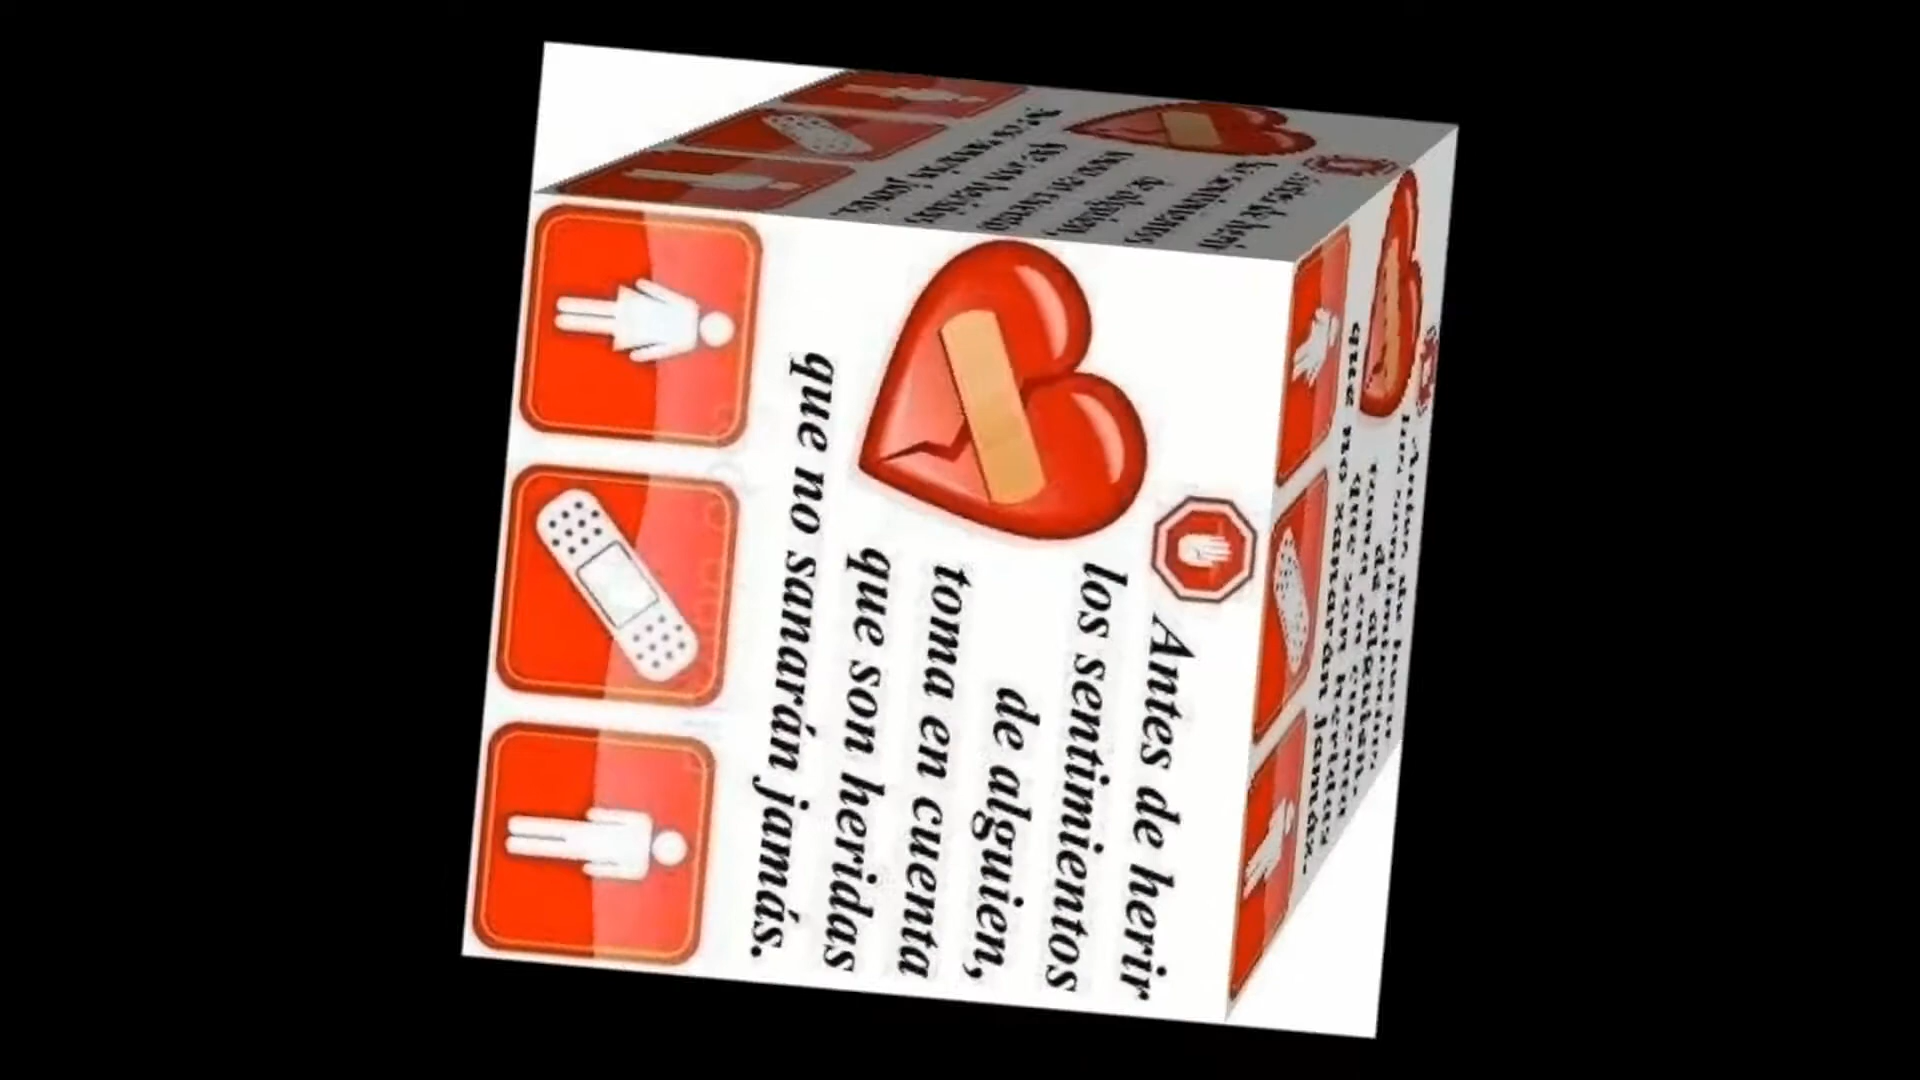 Antes de herir
los sentimientos
de alguien,
toma en cuenta
que son heridas
que no sanarán jamás.